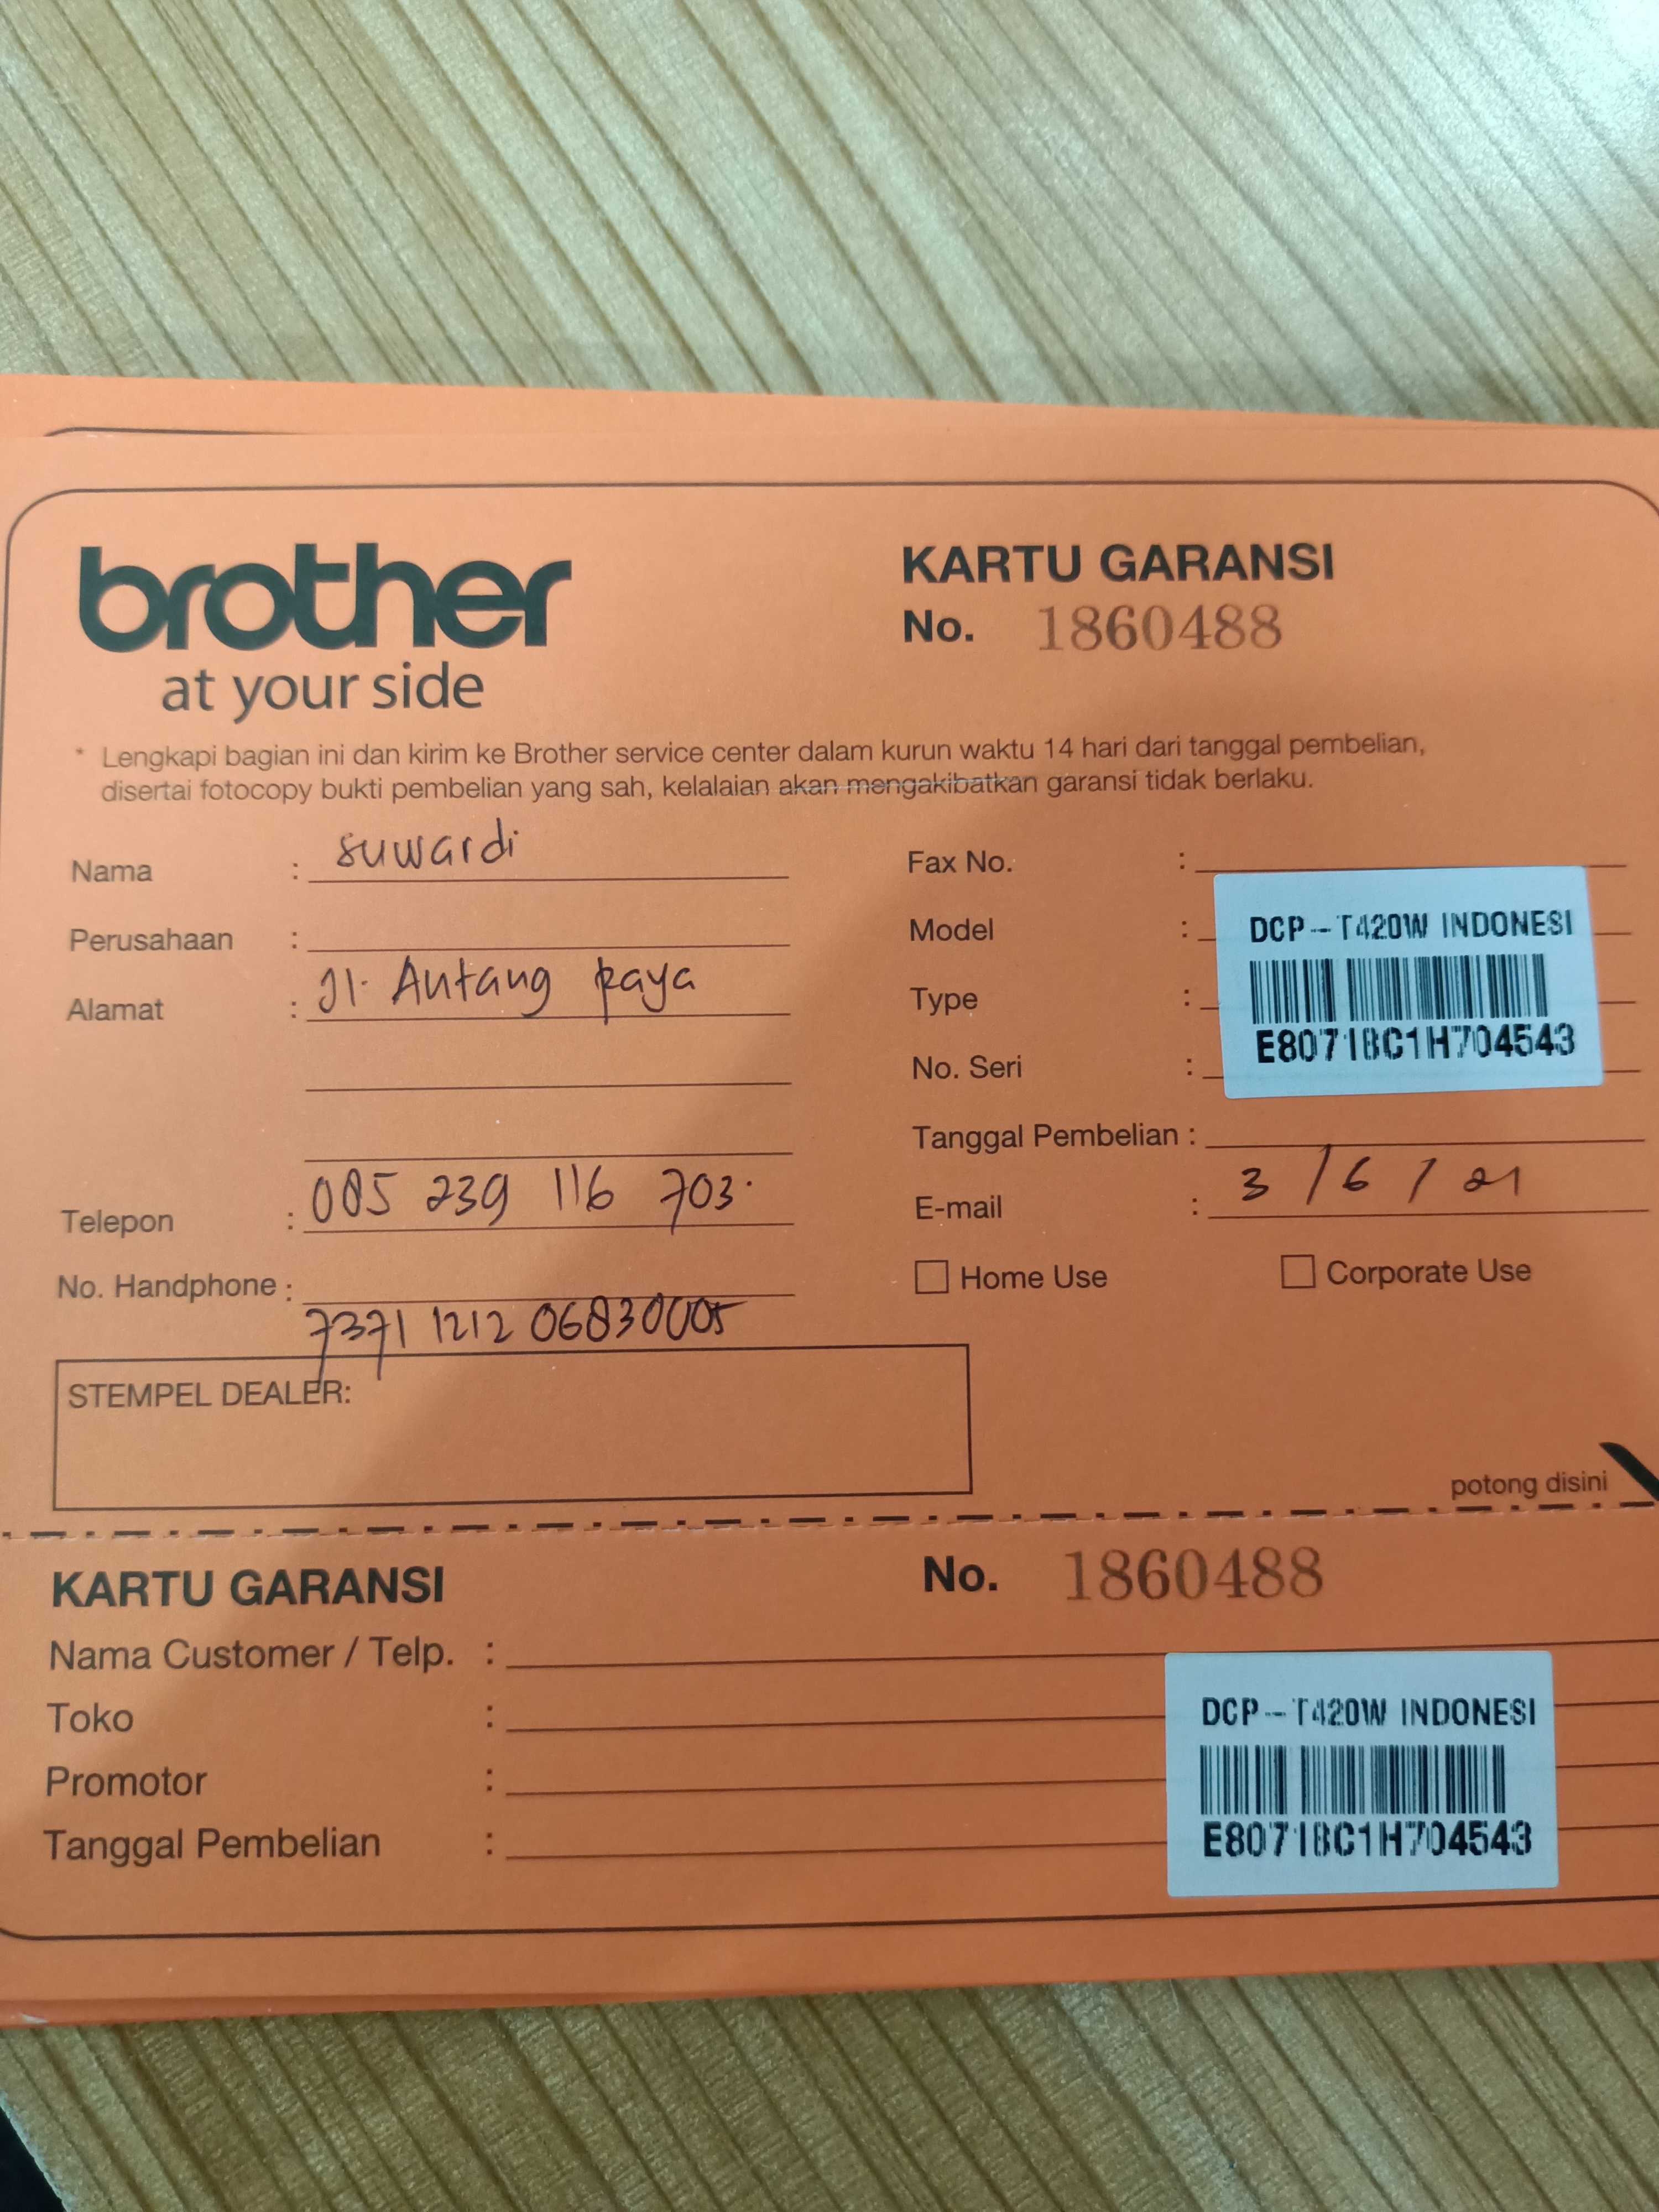 brother
at your side
KARTU GARANSI
No. 1860488
* Lengkapi bagian ini dan kirim ke Brother service center dalam kurun waktu 14 hari dari tanggal pembelian,
disertai fotocopy bukti pembelian yang sah, kelalaian akan mengakibatkan garansi tidak berlaku.
Nama : suwardi
Perusahaan :
Alamat : Jl. Antang Raya
Telepon : 085 239 116 703.
No. Handphone :
7371 1212 06830005
STEMPEL DEALER:
Fax No. :
Model :
Type :
No. Seri :
DCP-T420W INDONESI
E80718C1H704543
Tanggal Pembelian :
E-mail : 3 / 6 / 21
Home Use
Corporate Use
potong disini
KARTU GARANSI
No. 1860488
Nama Customer / Telp. :
Toko :
Promotor :
Tanggal Pembelian :
DCP-T420W INDONESI
E80718C1H704543